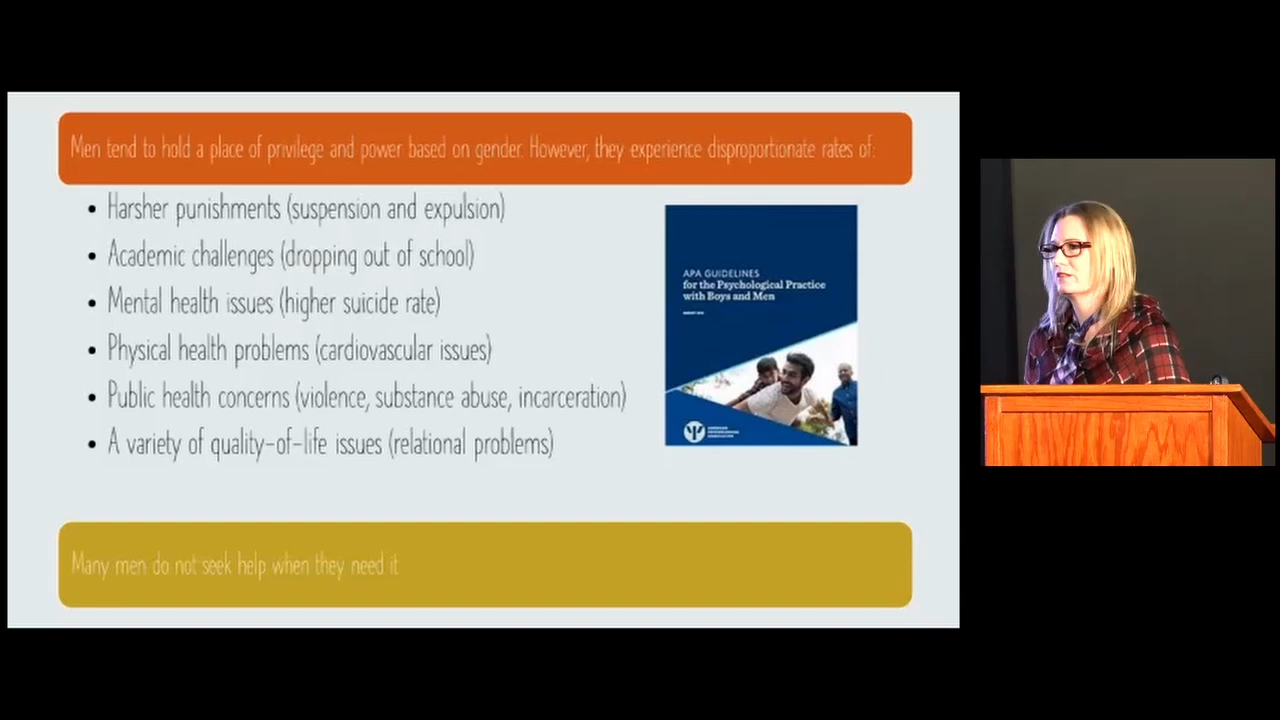 Men tend to hold a place of privilege and power based on gender. However, they experience disproportionate rates of:
• Harsher punishments (suspension and expulsion)
• Academic challenges (dropping out of school)
• Mental health issues (higher suicide rate)
• Physical health problems (cardiovascular issues)
• Public health concerns (violence, substance abuse, incarceration)
• A variety of quality-of-life issues (relational problems)
APA GUIDELINES
for the Psychological Practice
with Boys and Men
AMERICAN
PSYCHOLOGICAL
ASSOCIATION
Many men do not seek help when they need it